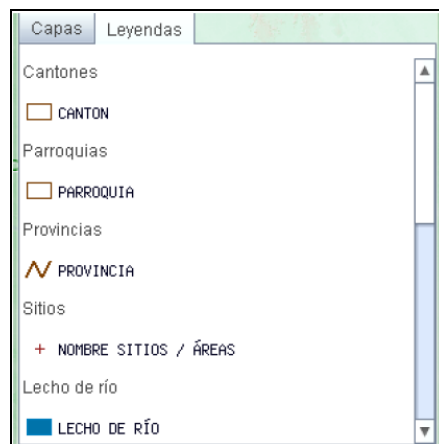 Capas Leyendas
Cantones
CANTON
Parroquias
PARROQUIA
Provincias
PROVINCIA
Sitios
NOMBRE SITIOS / ÁREAS
Lecho de río
LECHO DE RÍO